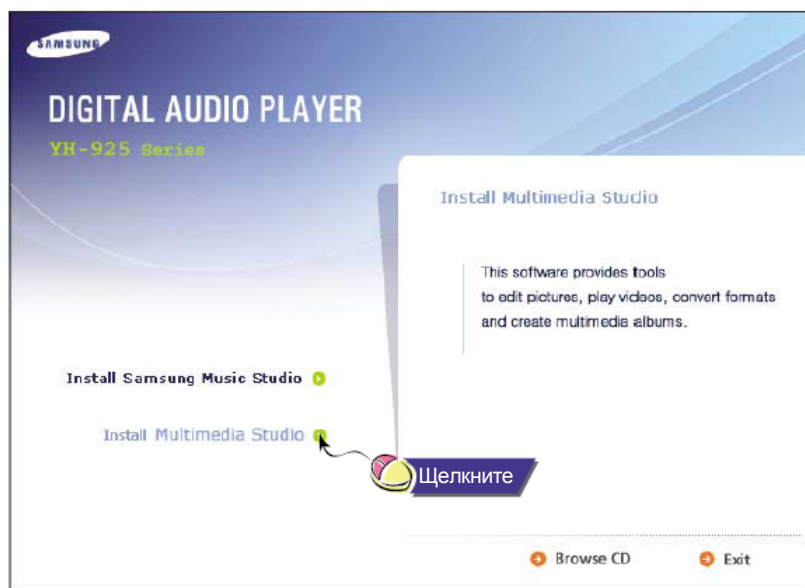 SAMSUNG
DIGITAL AUDIO PLAYER
YH-925 Series
Install Multimedia Studio
This software provides tools
to edit pictures, play videos, convert formats
and create multimedia albums.
Install Samsung Music Studio
Install Multimedia Studio
Щелкните
Browse CD
Exit